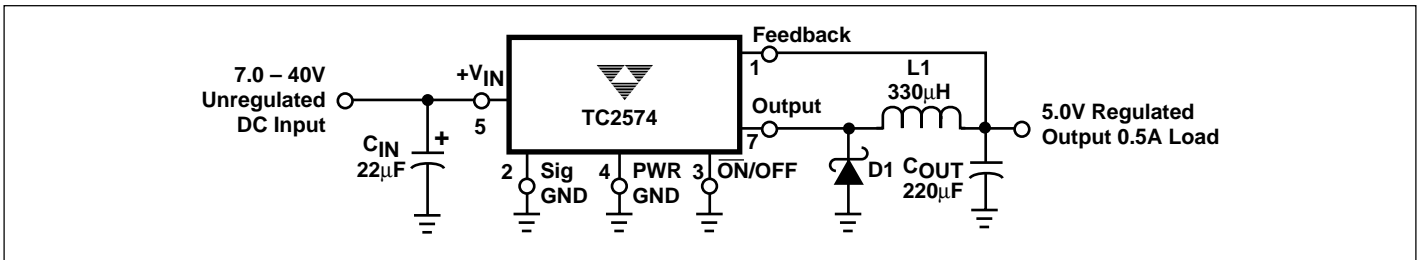 7.0 – 40V
Unregulated
DC Input
CIN
22μF
+
+VIN
5
TC2574
Feedback
1
Output
7
2
Sig
GND
4
PWR
GND
3
ON/OFF
D1
L1
330μH
COUT
220μF
5.0V Regulated
Output 0.5A Load